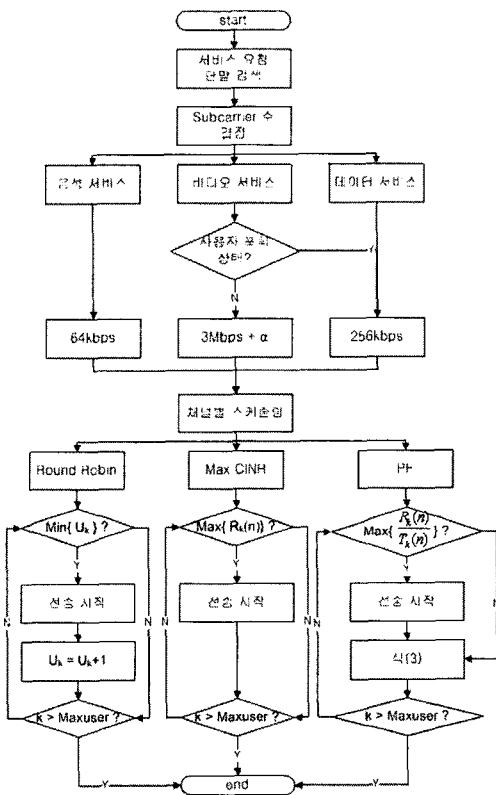 start
서비스 요청
단말 검색
Subcarrier 수
결정
음성 서비스
비디오 서비스
데이터 서비스
사용자 포화
상태?
Y
N
64kbps
3Mbps + α
256kbps
채널별 스케줄링
Round Robin
Max CINR
PF
Min{ Uk } ?
Max{ Rk(n)} ?
Max{ Rk(n) / Tk(n) } ?
Y
Y
Y
N
N
N
N
N
N
전송 시작
전송 시작
전송 시작
Uk = Uk+1
식(3)
k > Maxuser ?
k > Maxuser ?
k > Maxuser ?
Y
Y
Y
end